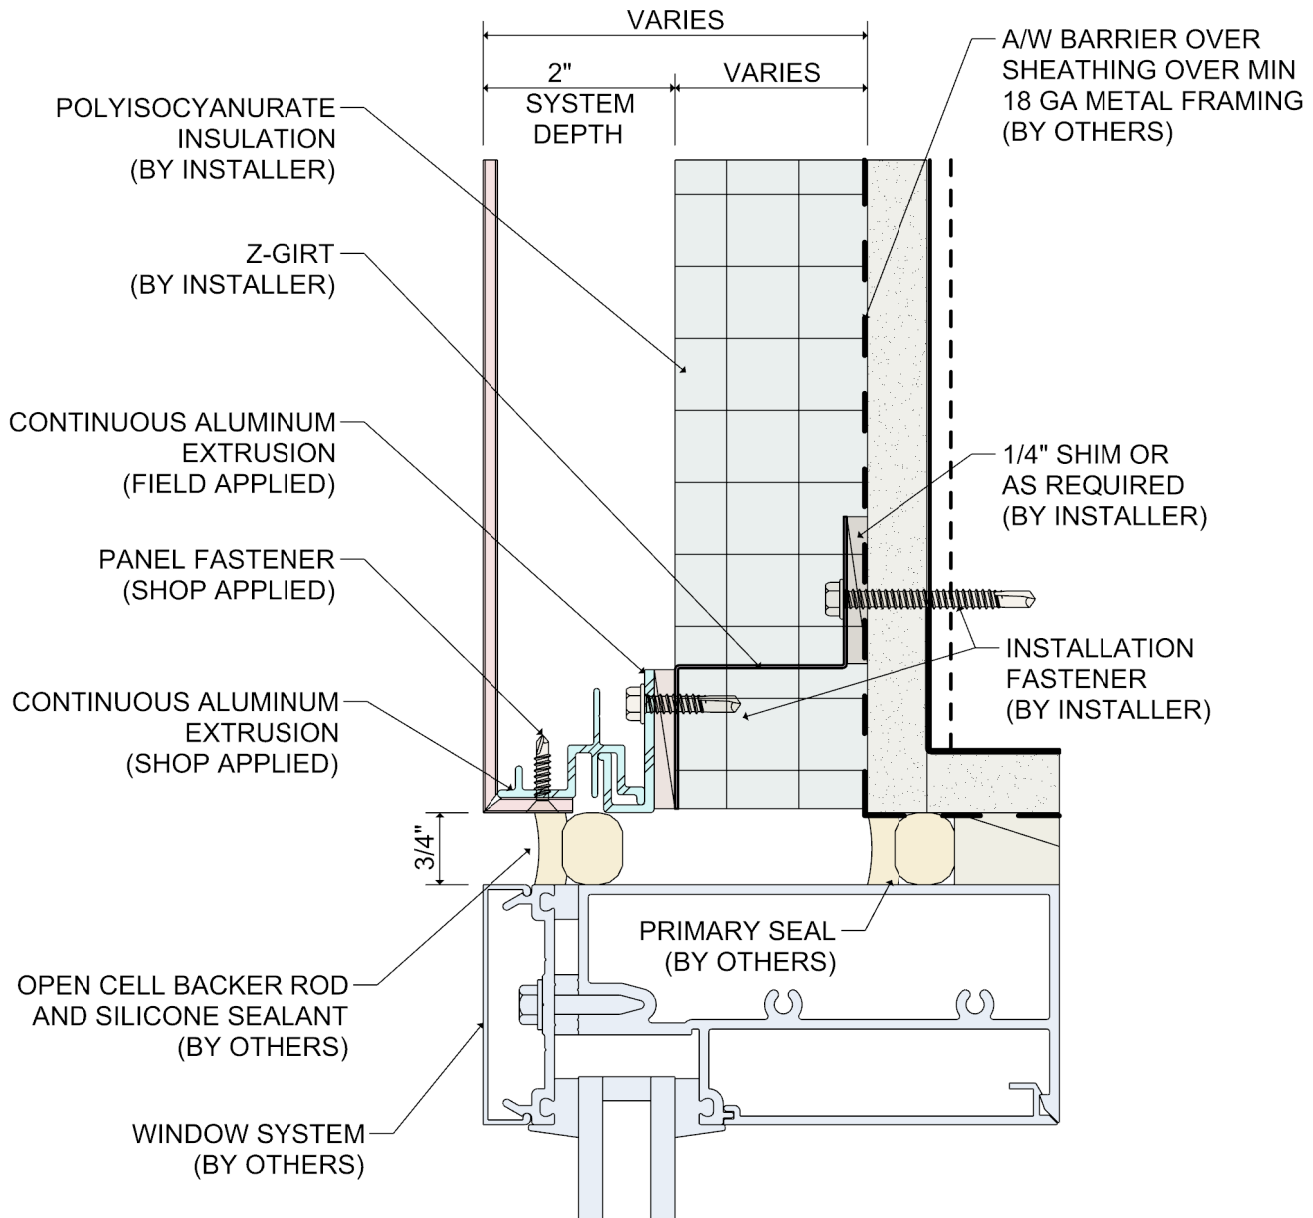 VARIES
2"
SYSTEM
DEPTH
VARIES
A/W BARRIER OVER
SHEATHING OVER MIN
18 GA METAL FRAMING
(BY OTHERS)
POLYISOCYANURATE
INSULATION
(BY INSTALLER)
Z-GIRT
(BY INSTALLER)
CONTINUOUS ALUMINUM
EXTRUSION
(FIELD APPLIED)
1/4" SHIM OR
AS REQUIRED
(BY INSTALLER)
PANEL FASTENER
(SHOP APPLIED)
INSTALLATION
FASTENER
(BY INSTALLER)
CONTINUOUS ALUMINUM
EXTRUSION
(SHOP APPLIED)
3/4"
PRIMARY SEAL
(BY OTHERS)
OPEN CELL BACKER ROD
AND SILICONE SEALANT
(BY OTHERS)
WINDOW SYSTEM
(BY OTHERS)